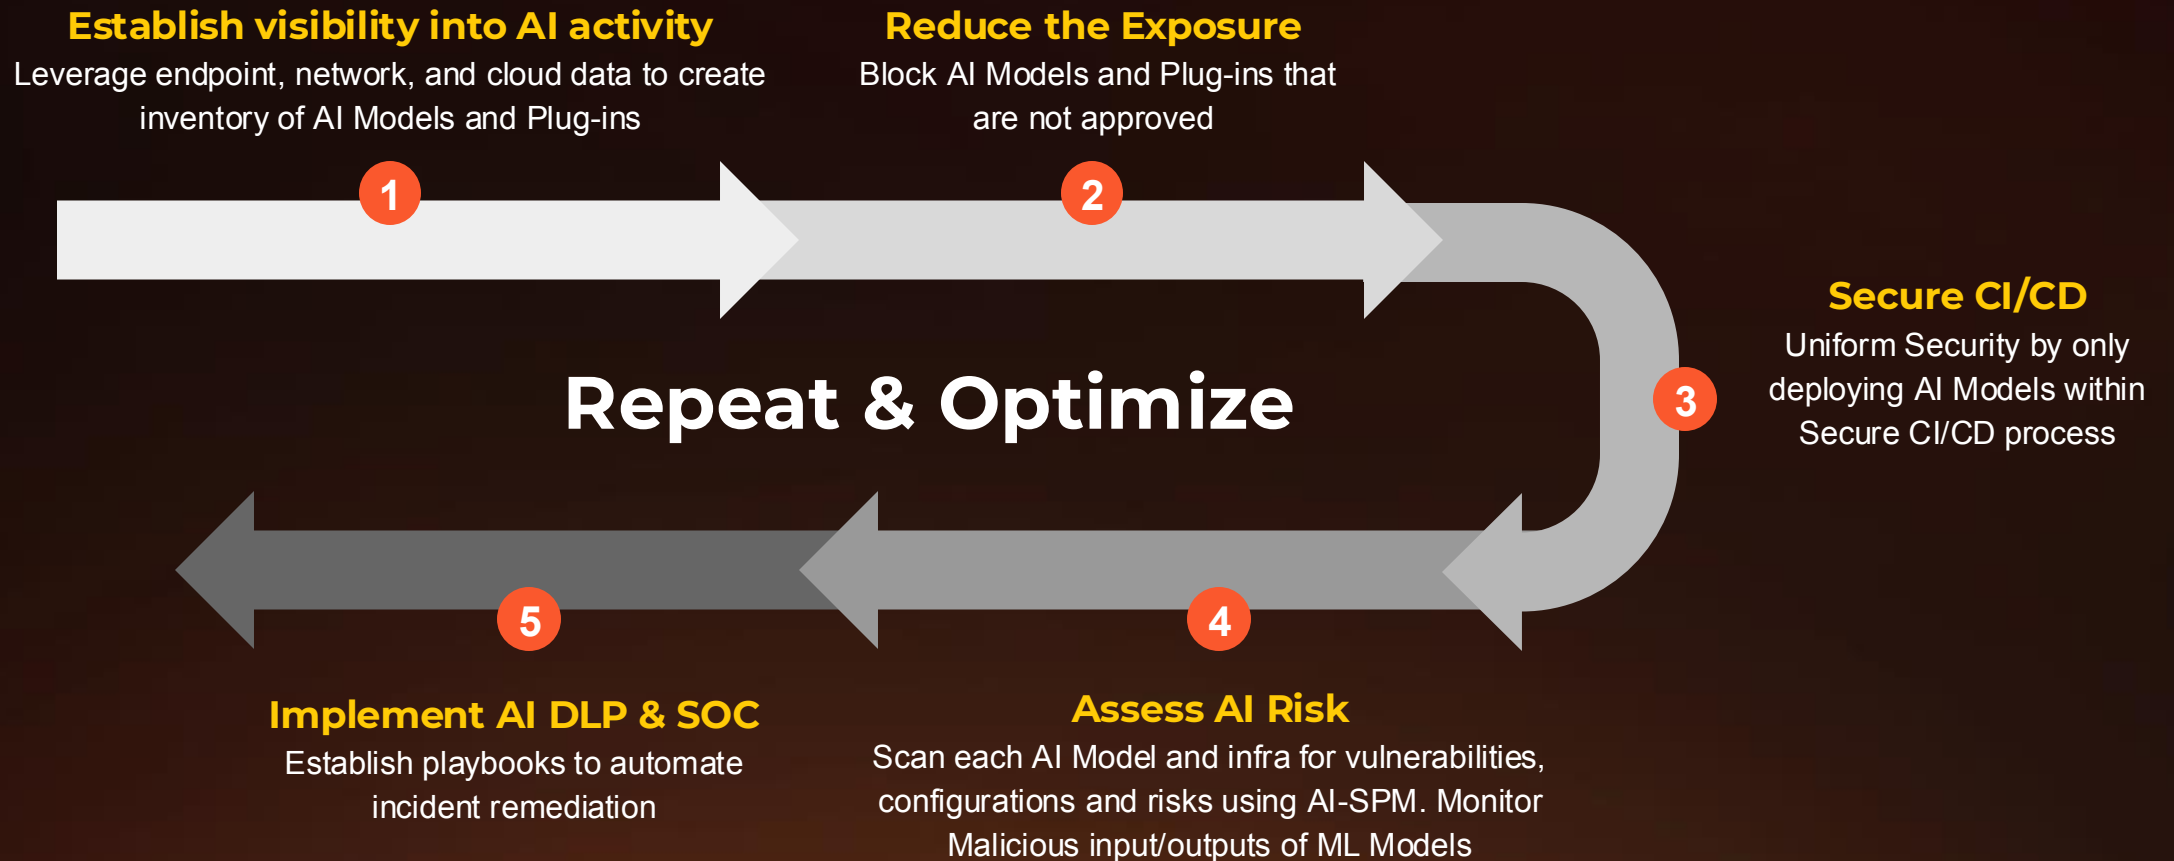 Establish visibility into AI activity
Leverage endpoint, network, and cloud data to create
inventory of AI Models and Plug-ins
1
Reduce the Exposure
Block AI Models and Plug-ins that
are not approved
2
Secure CI/CD
Uniform Security by only
deploying AI Models within
Secure CI/CD process
3
Repeat & Optimize
4
Assess AI Risk
Scan each AI Model and infra for vulnerabilities,
configurations and risks using AI-SPM. Monitor
Malicious input/outputs of ML Models
5
Implement AI DLP & SOC
Establish playbooks to automate
incident remediation